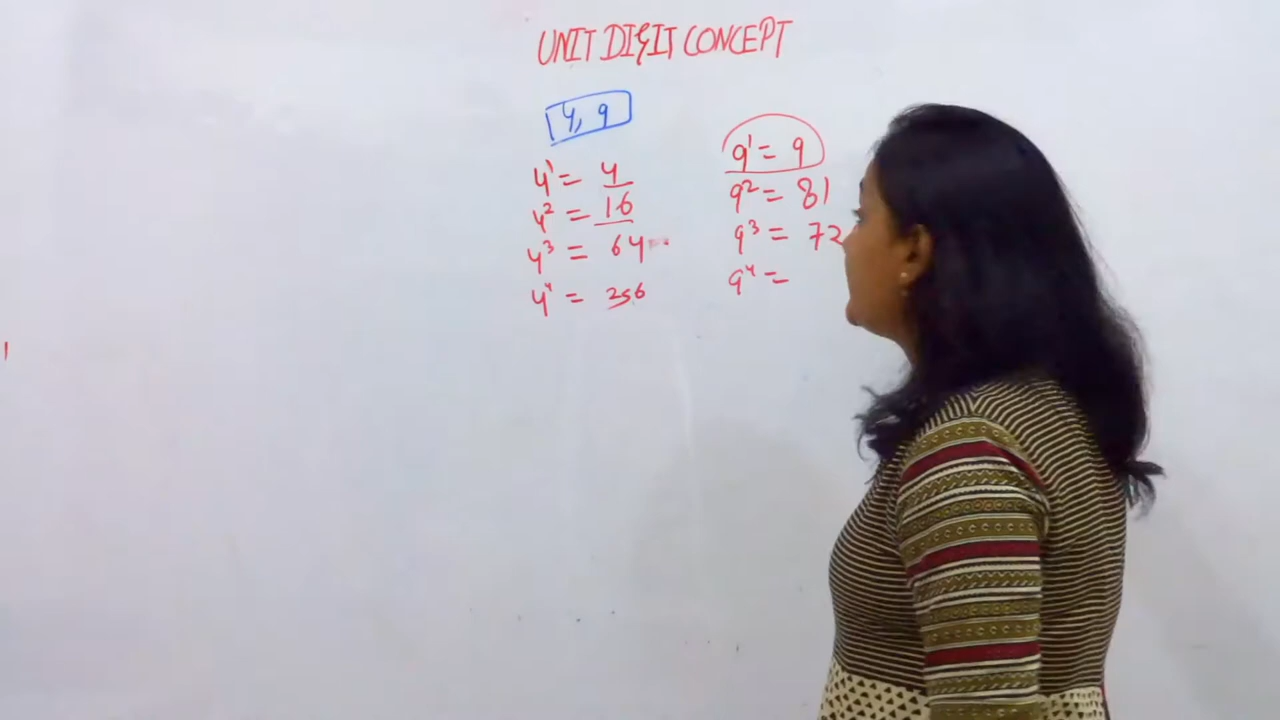 UNIT DIGIT CONCEPT
4, 9
4¹ = 4
4² = 16
4³ = 64
4⁴ = 256
9¹ = 9
9² = 81
9³ = 72
9⁴ =